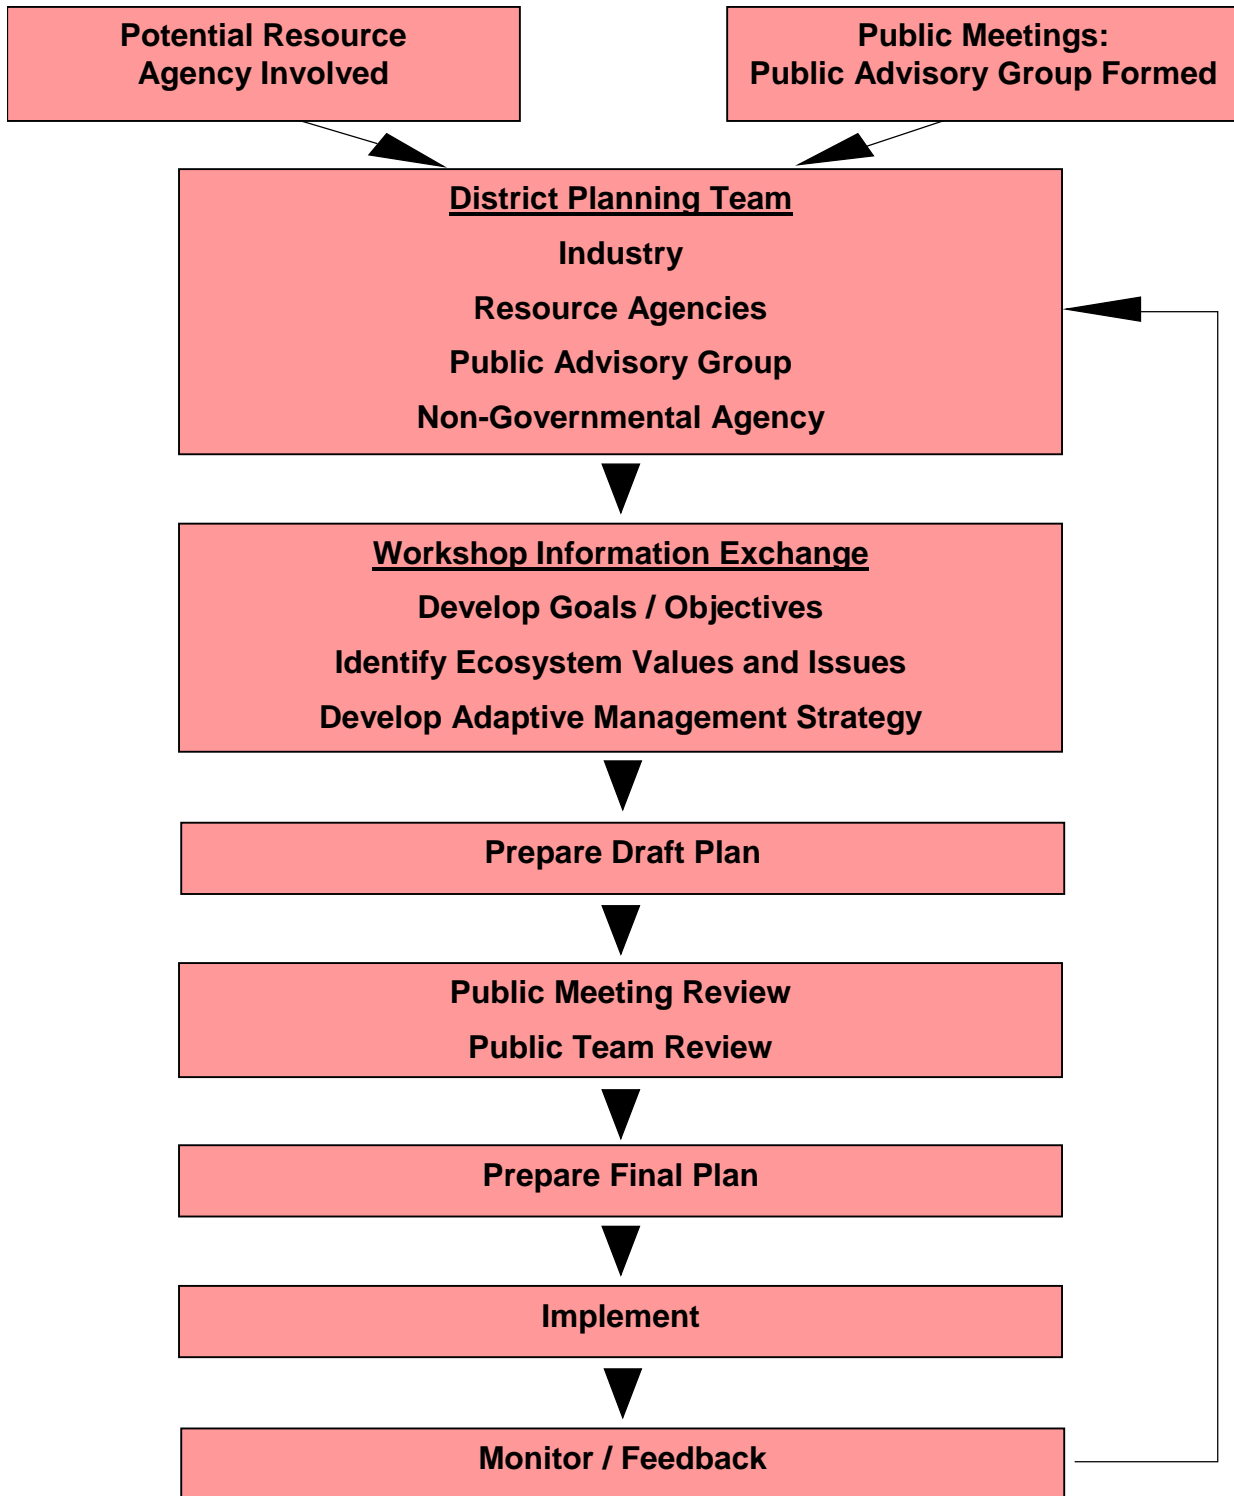 Potential Resource
Agency Involved
Public Meetings:
Public Advisory Group Formed
District Planning Team
Industry
Resource Agencies
Public Advisory Group
Non-Governmental Agency
Workshop Information Exchange
Develop Goals / Objectives
Identify Ecosystem Values and Issues
Develop Adaptive Management Strategy
Prepare Draft Plan
Public Meeting Review
Public Team Review
Prepare Final Plan
Implement
Monitor / Feedback